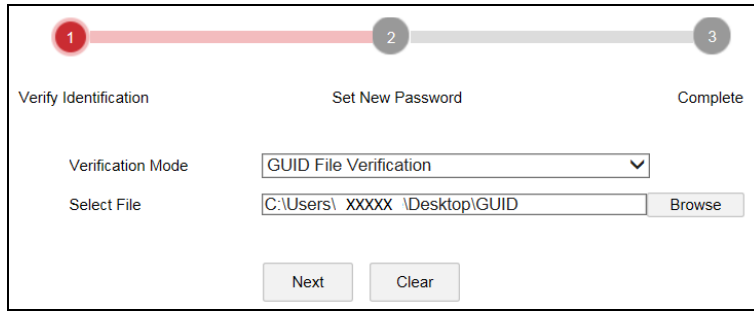 1 2 3
Verify Identification Set New Password Complete
Verification Mode GUID File Verification
Select File C:\Users\ XXXXX \Desktop\GUID Browse
Next Clear